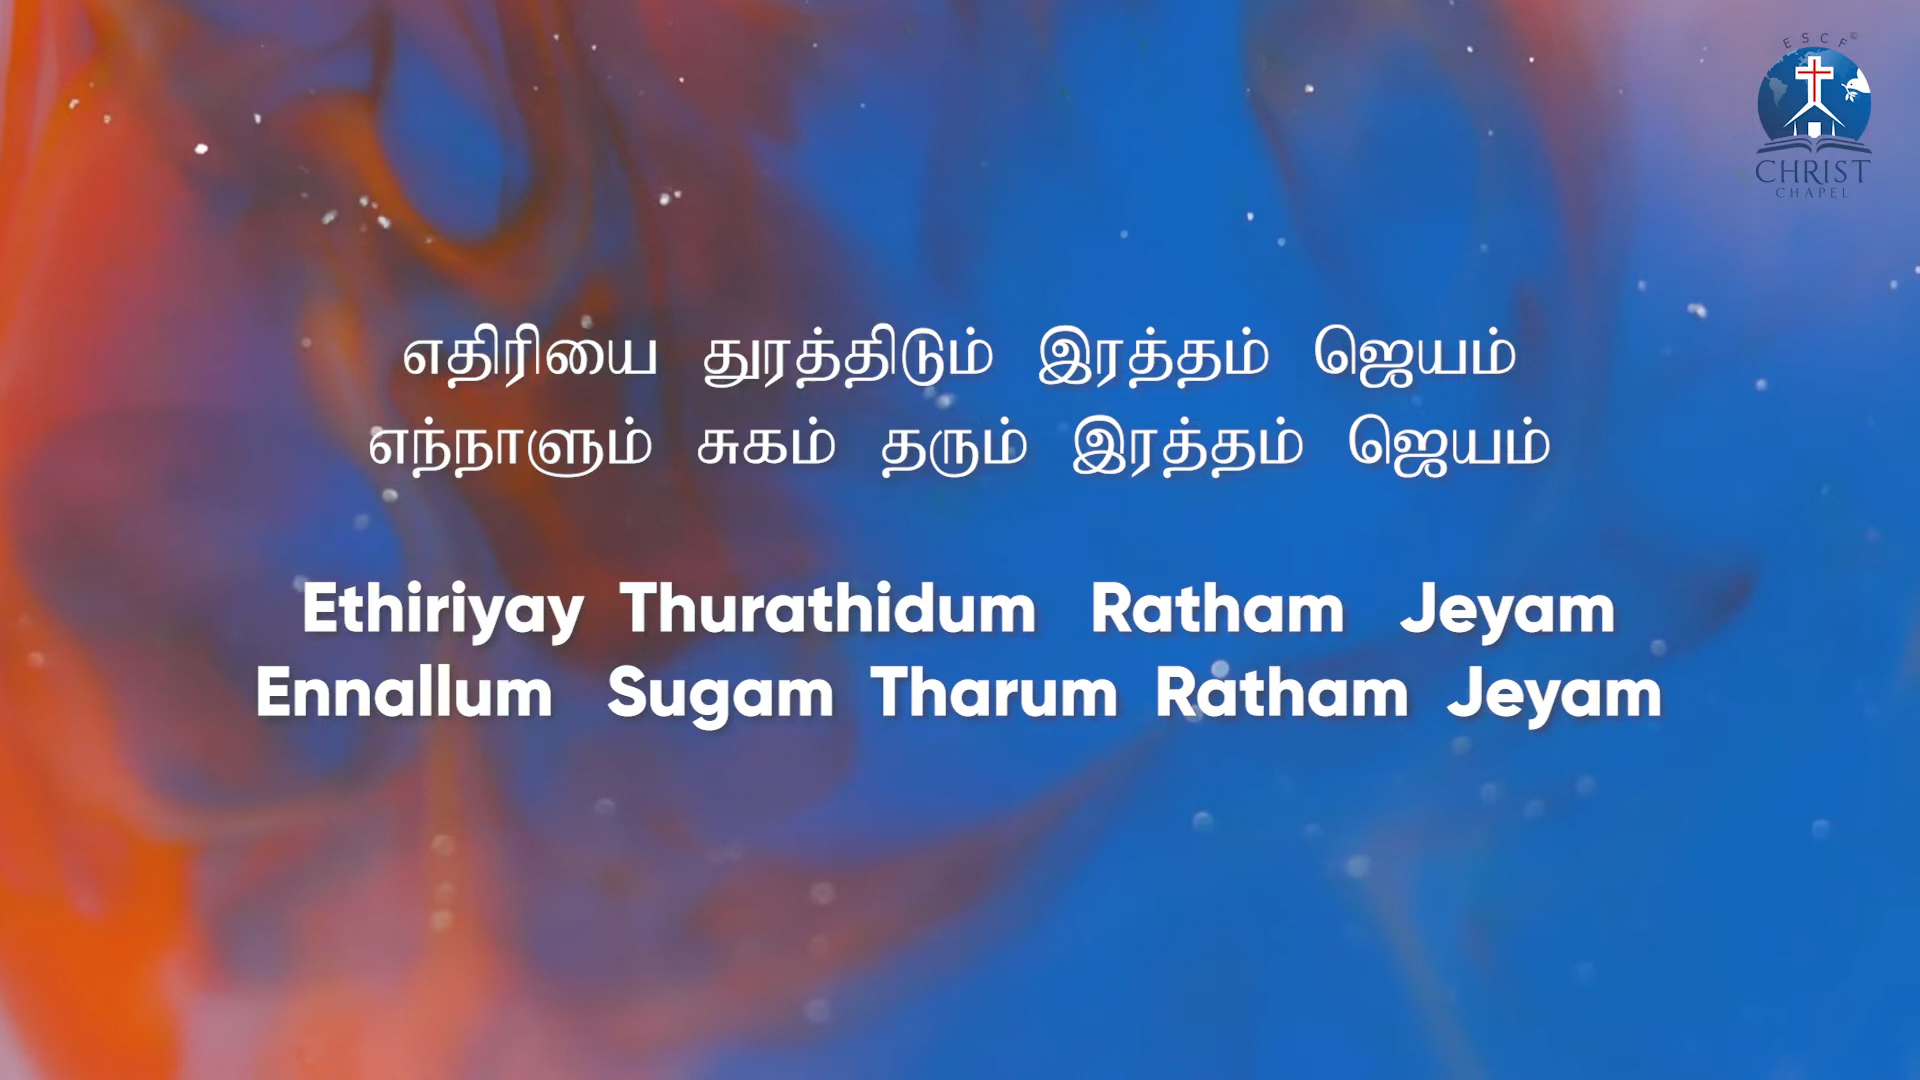 ESCF©
CHRIST
CHAPEL
எதிரியை துரத்திடும் இரத்தம் ஜெயம்
எந்நாளும் சுகம் தரும் இரத்தம் ஜெயம்
Ethiriyay Thurathidum Ratham Jeyam
Ennallum Sugam Tharum Ratham Jeyam